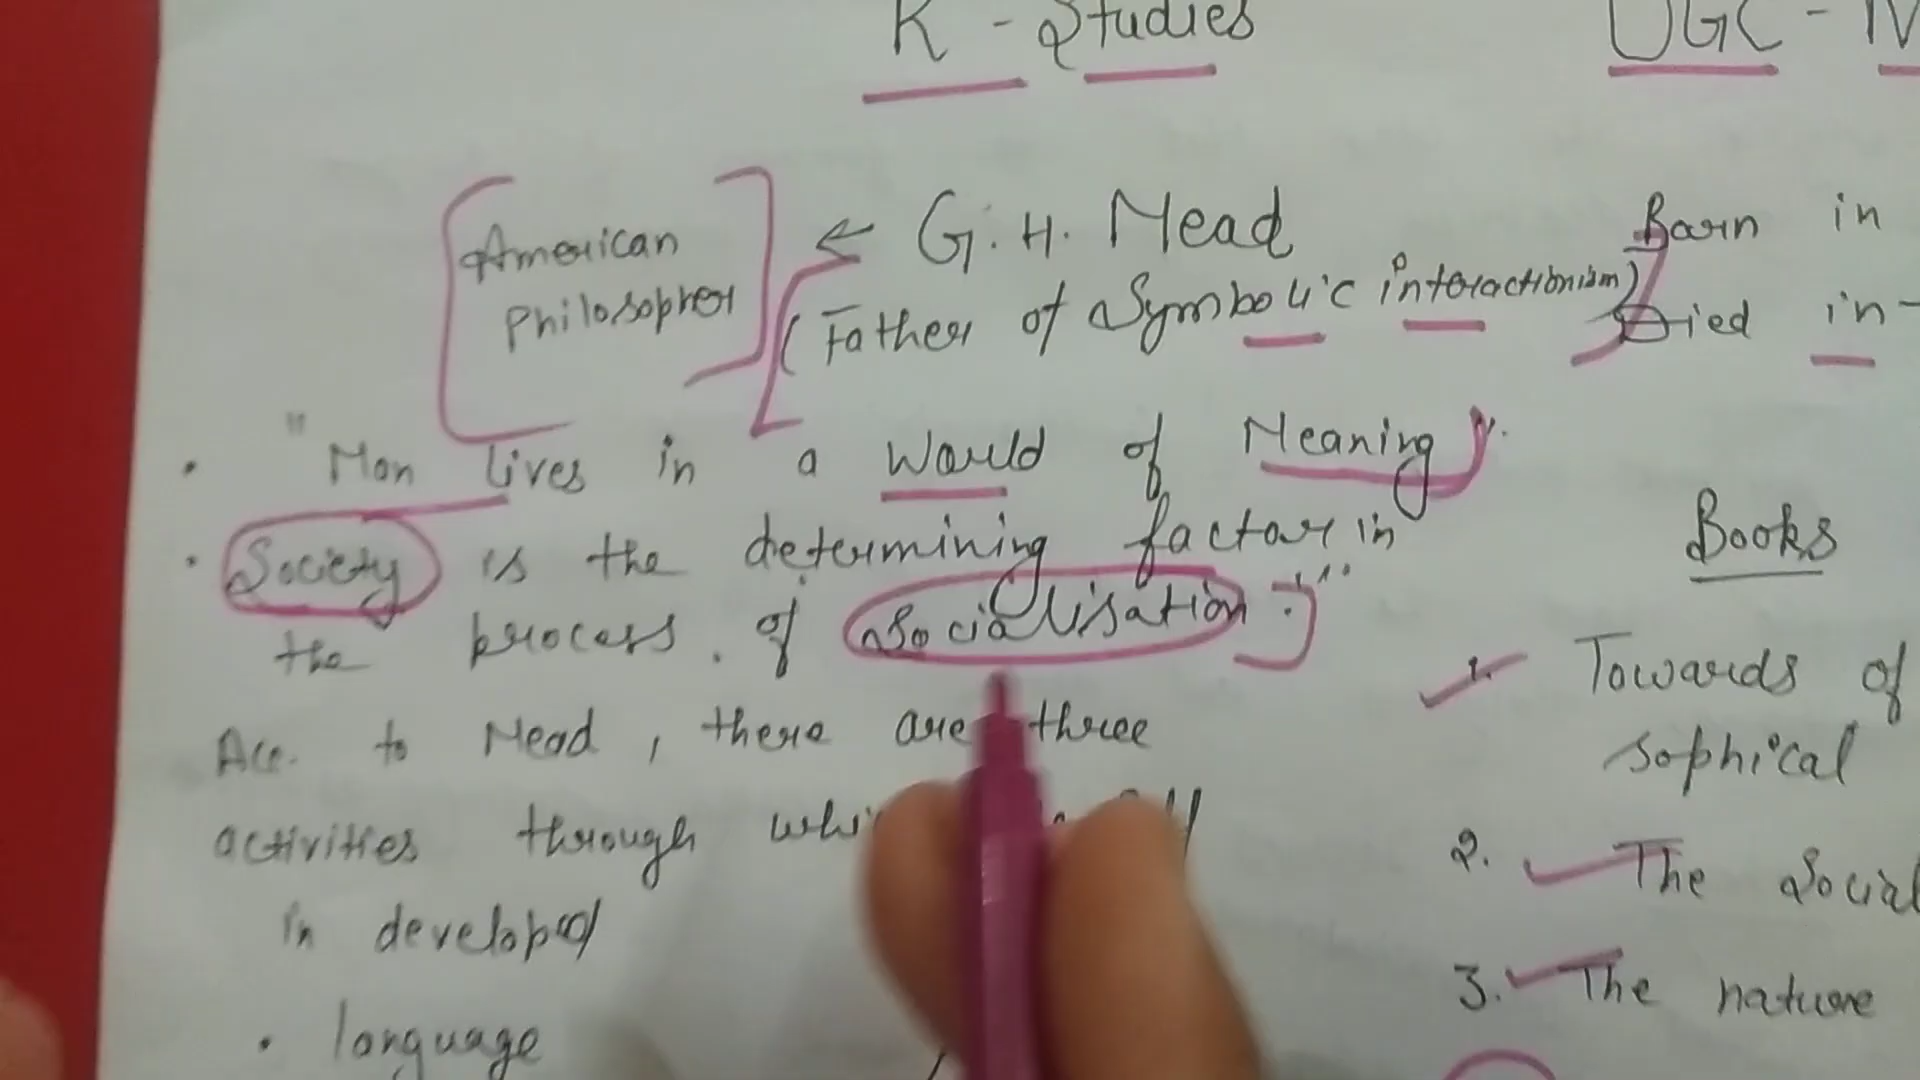 K - Studies
UGC -
American
Philosopher
← G. H. Mead
(Father of Symbolic interactionism)
Born in
Died in -
• "Man lives in a World of Meaning".
• Society is the determining factor in
the process of Socialisation."
Acc. to Mead, there are three
activities through
in developed
• language
Books
1. Towards of
sophical
2. The Social
3. The nature